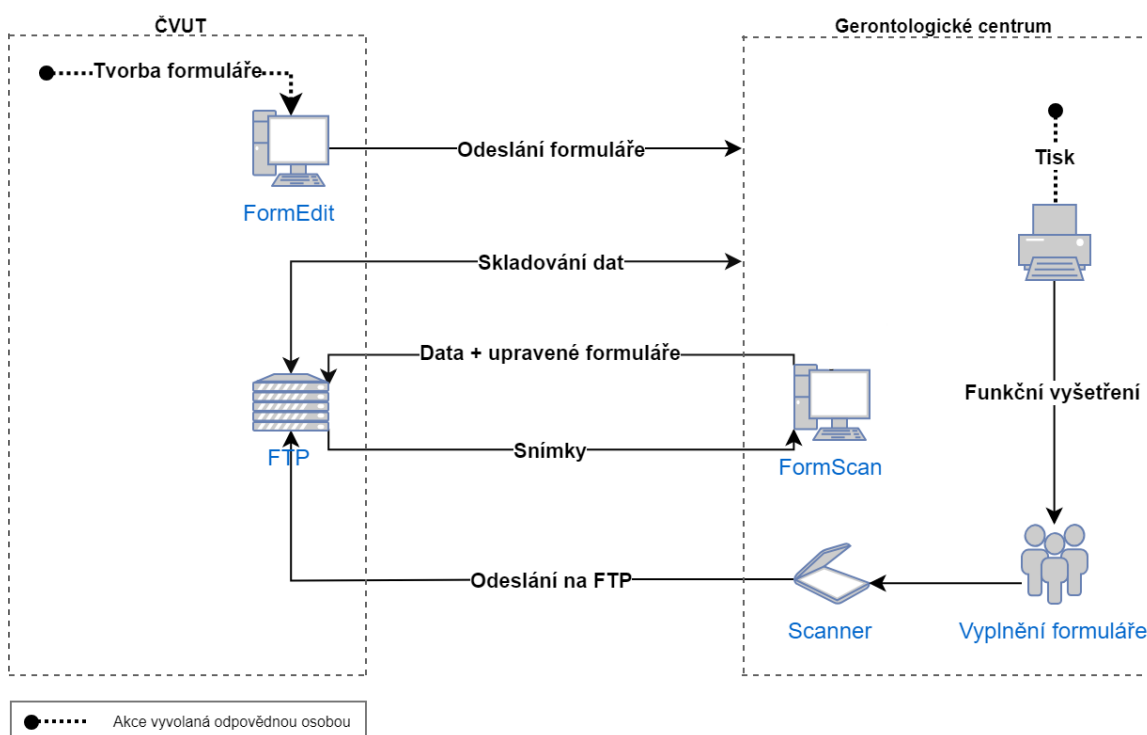 ČVUT
Gerontologické centrum
Tvorba formuláře
Odeslání formuláře
Tisk
FormEdit
Skladování dat
Data + upravené formuláře
Funkční vyšetření
Snímky
FTP
FormScan
Odeslání na FTP
Scanner
Vyplnění formuláře
Akce vyvolaná odpovědnou osobou